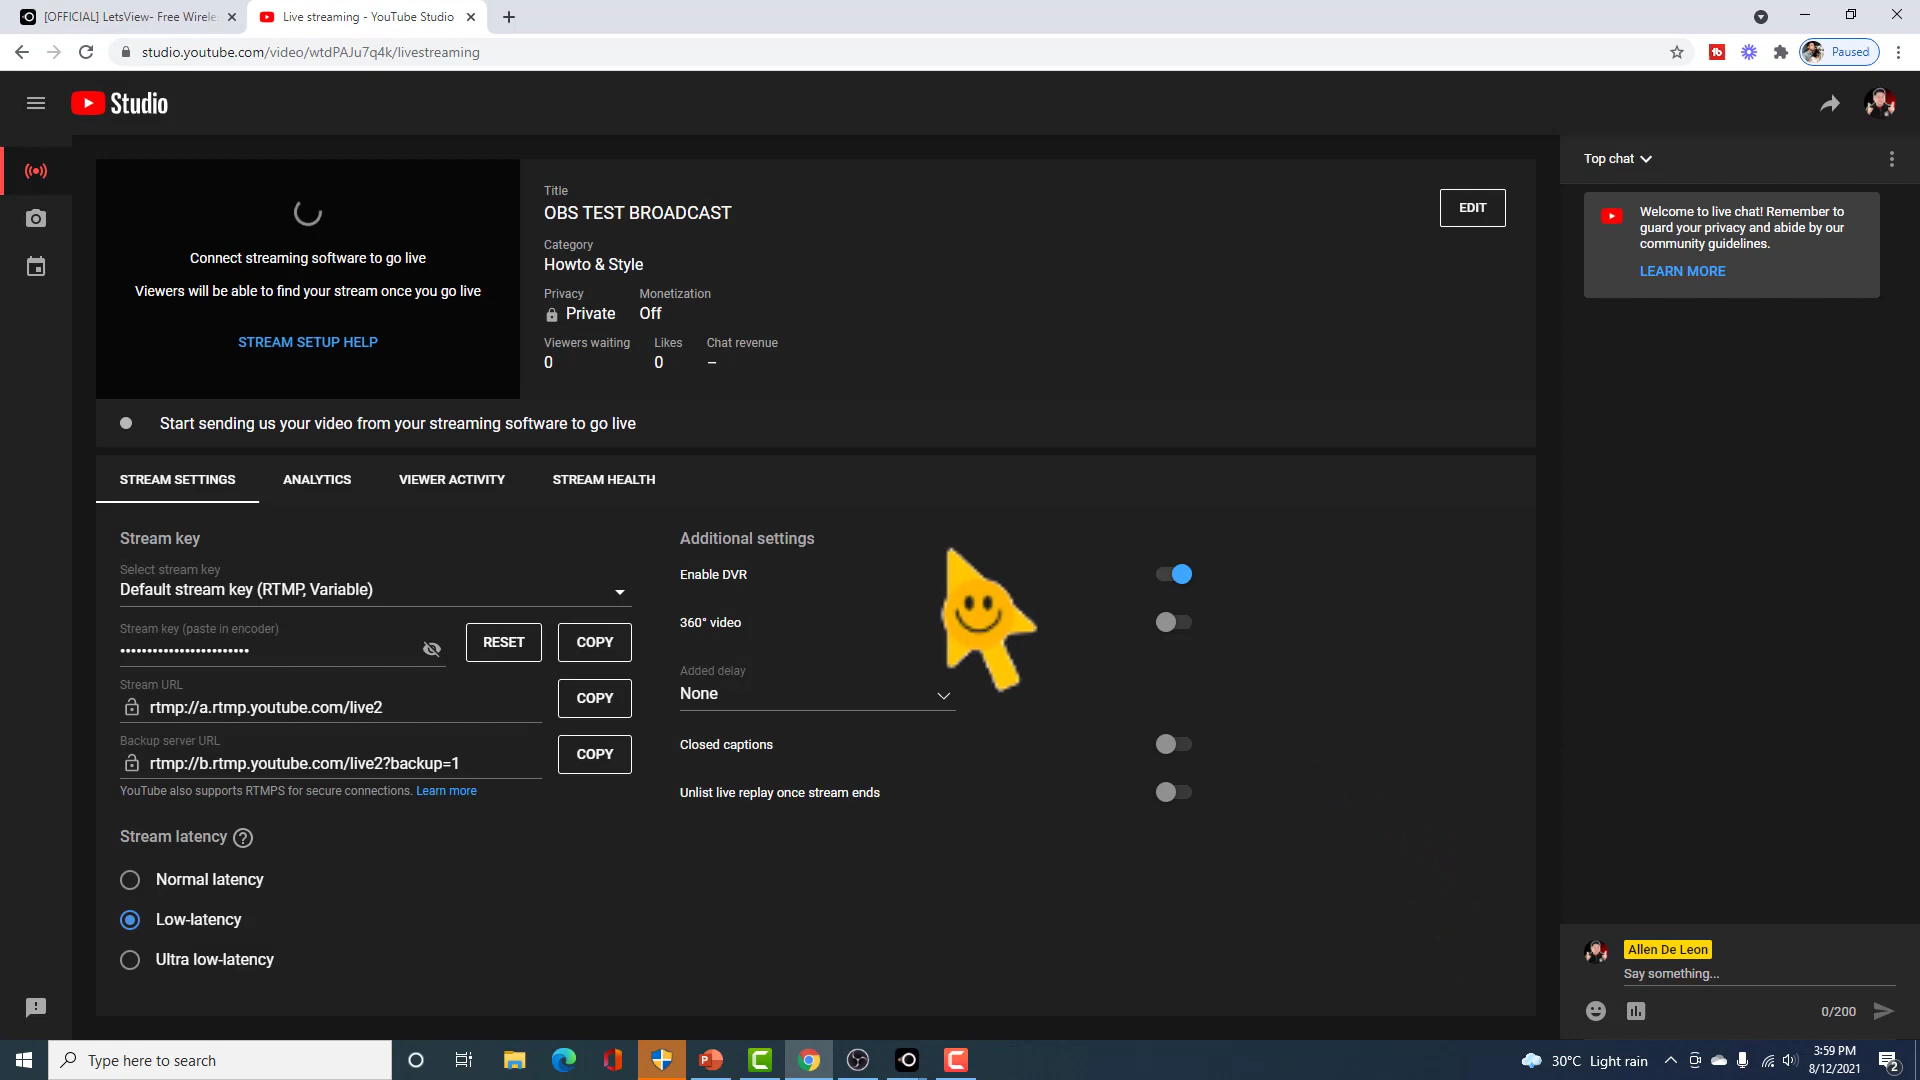 [OFFICIAL] LetsView- Free Wirele
Live streaming - YouTube Studio
studio.youtube.com/video/wtdPAJu7q4k/livestreaming
Paused
Studio
Connect streaming software to go live
Viewers will be able to find your stream once you go live
STREAM SETUP HELP
Title
OBS TEST BROADCAST
EDIT
Category
Howto & Style
Privacy Monetization
Private Off
Viewers waiting Likes Chat revenue
0 0 –
Start sending us your video from your streaming software to go live
STREAM SETTINGS ANALYTICS VIEWER ACTIVITY STREAM HEALTH
Stream key
Select stream key
Default stream key (RTMP, Variable)
Stream key (paste in encoder)
••••••••••••••••••••••••
RESET COPY
Stream URL
rtmp://a.rtmp.youtube.com/live2
COPY
Backup server URL
rtmp://b.rtmp.youtube.com/live2?backup=1
COPY
YouTube also supports RTMPS for secure connections. Learn more
Stream latency
Normal latency
Low-latency
Ultra low-latency
Additional settings
Enable DVR
360° video
Added delay
None
Closed captions
Unlist live replay once stream ends
Top chat
Welcome to live chat! Remember to
guard your privacy and abide by our
community guidelines.
LEARN MORE
Allen De Leon
Say something...
0/200
Type here to search
30°C Light rain
3:59 PM
8/12/2021
2